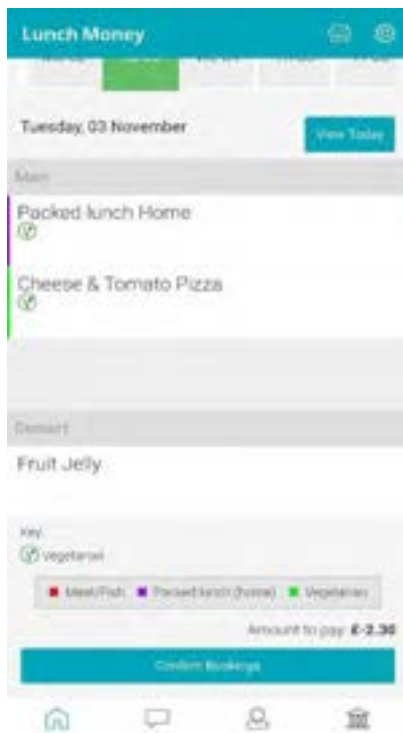 Lunch Money
Tuesday, 03 November
View Today
Main
Packed lunch Home
Cheese & Tomato Pizza
Dessert
Fruit Jelly
Key:
Vegetarian
Meat/Fish Packed lunch (home) Vegetarian
Amount to pay: £-2.30
Confirm Bookings